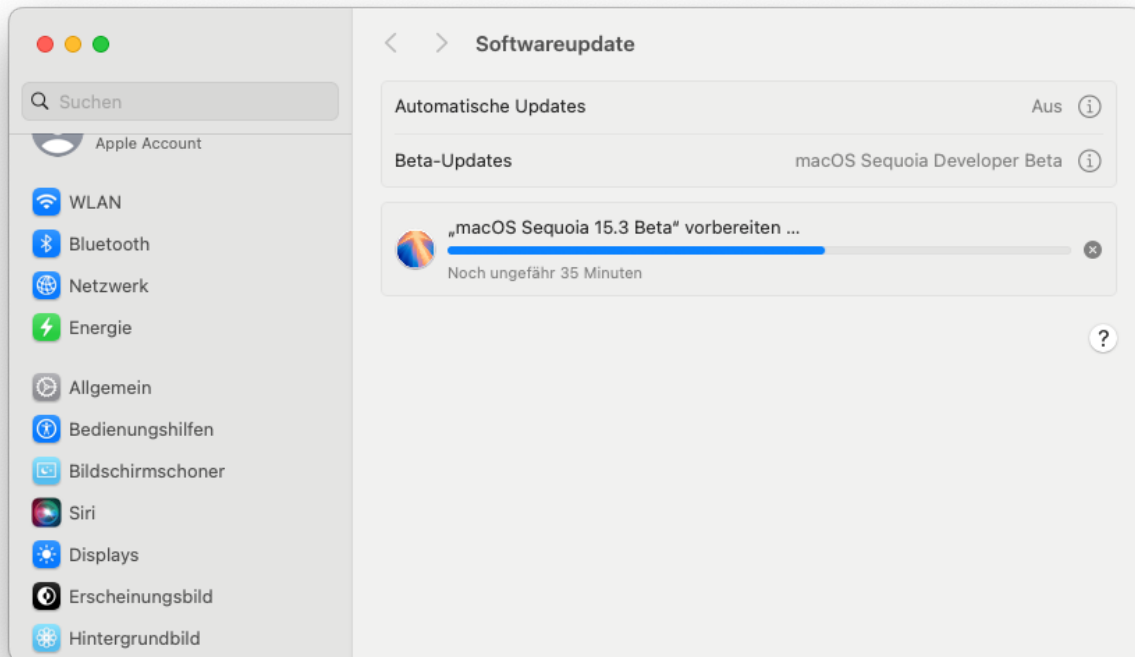 Suchen
Apple Account
WLAN
Bluetooth
Netzwerk
Energie
Allgemein
Bedienungshilfen
Bildschirmschoner
Siri
Displays
Erscheinungsbild
Hintergrundbild
Softwareupdate
Automatische Updates Aus
Beta-Updates macOS Sequoia Developer Beta
„macOS Sequoia 15.3 Beta“ vorbereiten ...
Noch ungefähr 35 Minuten
?